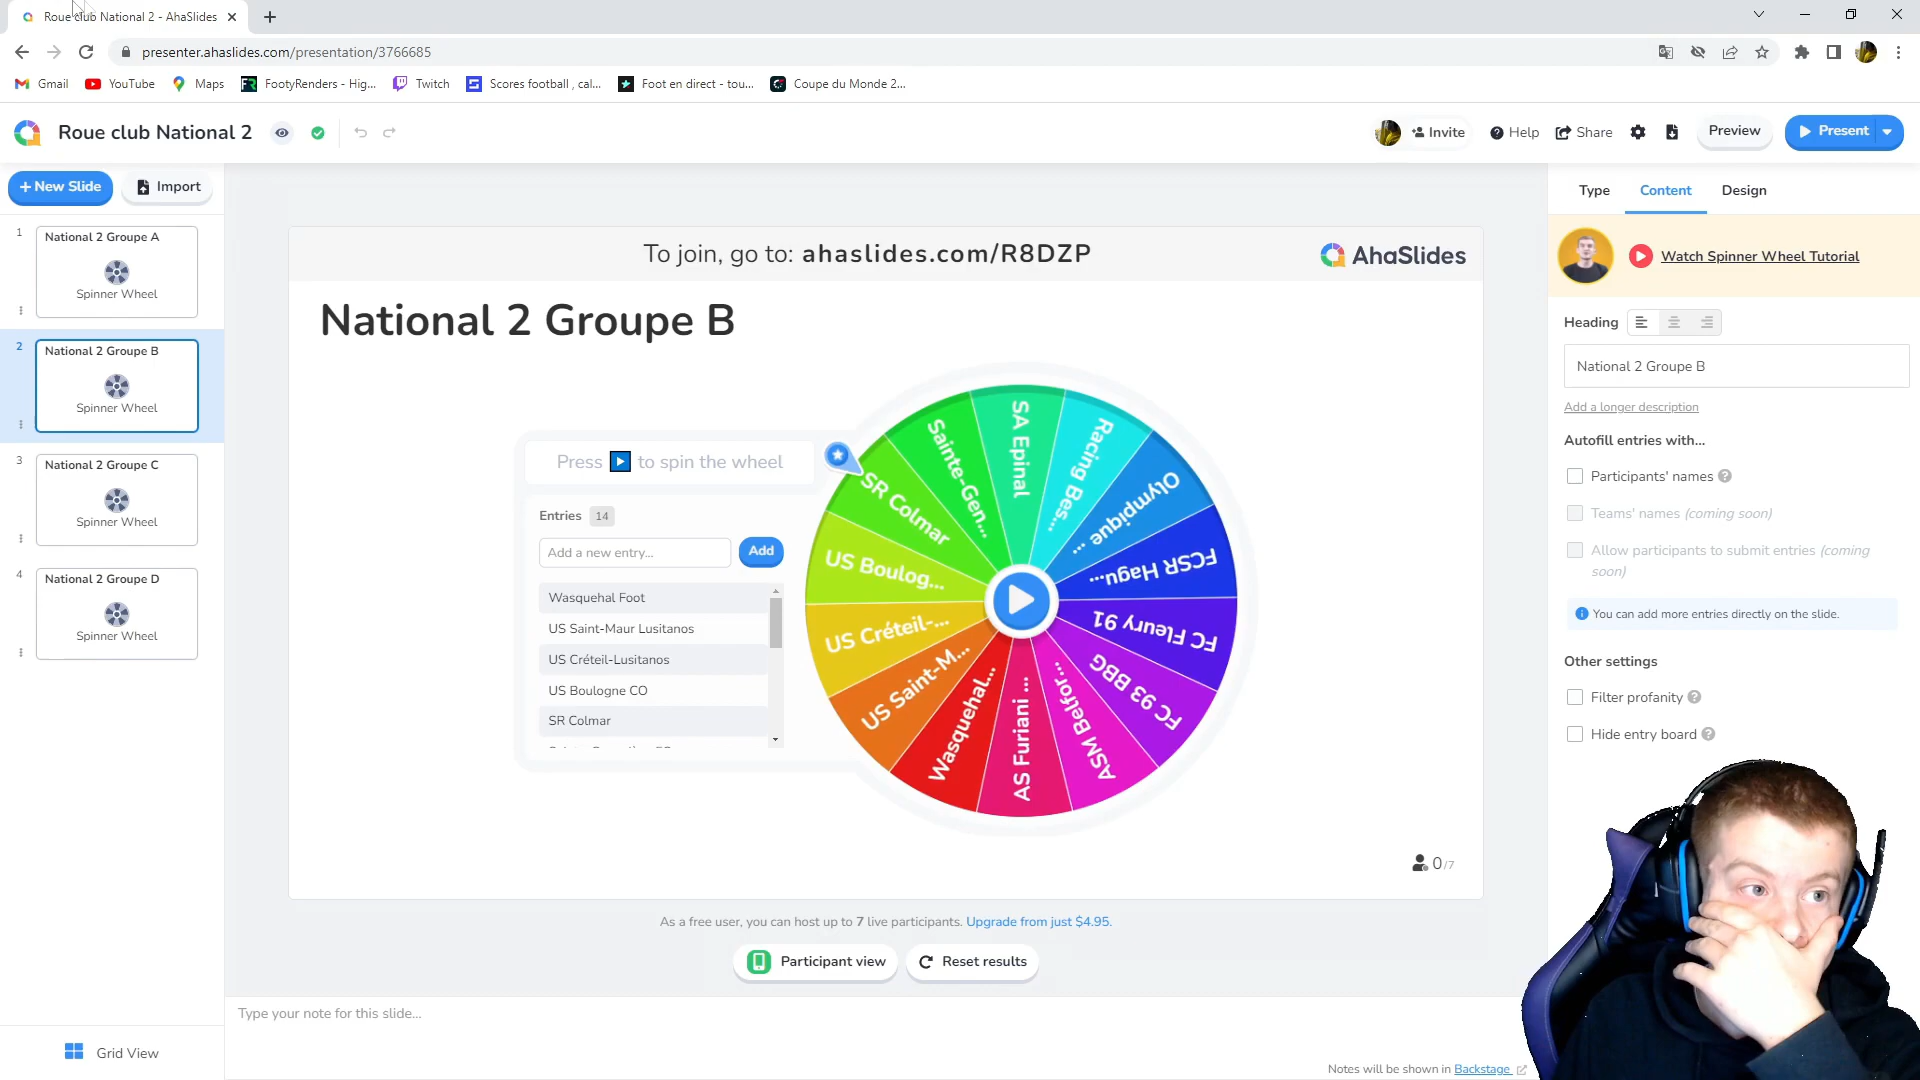 Roue club National 2 - AhaSlides
presenter.ahaslides.com/presentation/3766685
Gmail
YouTube
Maps
FootyRenders - Hig...
Twitch
Scores football , cal...
Foot en direct - tou...
Coupe du Monde 2...
Roue club National 2
Invite
Help
Share
Preview
Present
+ New Slide
Import
Type
Content
Design
1
National 2 Groupe A
Spinner Wheel
2
National 2 Groupe B
Spinner Wheel
3
National 2 Groupe C
Spinner Wheel
4
National 2 Groupe D
Spinner Wheel
Grid View
To join, go to: ahaslides.com/R8DZP
AhaSlides
National 2 Groupe B
Press to spin the wheel
Entries 14
Add a new entry...
Add
Wasquehal Foot
US Saint-Maur Lusitanos
US Créteil-Lusitanos
US Boulogne CO
SR Colmar
SA Epinal
Racing Bes...
Olympique ...
FCSR Hagu...
FC Fleury 91
FC 93 BBG
ASM Belfor...
AS Furiani ...
Wasquehal...
US Saint-M...
US Créteil-...
US Boulog...
SR Colmar
Sainte-Gen...
0/7
As a free user, you can host up to 7 live participants. Upgrade from just $4.95.
Participant view
Reset results
Type your note for this slide...
Notes will be shown in Backstage
Watch Spinner Wheel Tutorial
Heading
National 2 Groupe B
Add a longer description
Autofill entries with...
Participants' names
Teams' names (coming soon)
Allow participants to submit entries (coming
soon)
You can add more entries directly on the slide.
Other settings
Filter profanity
Hide entry board